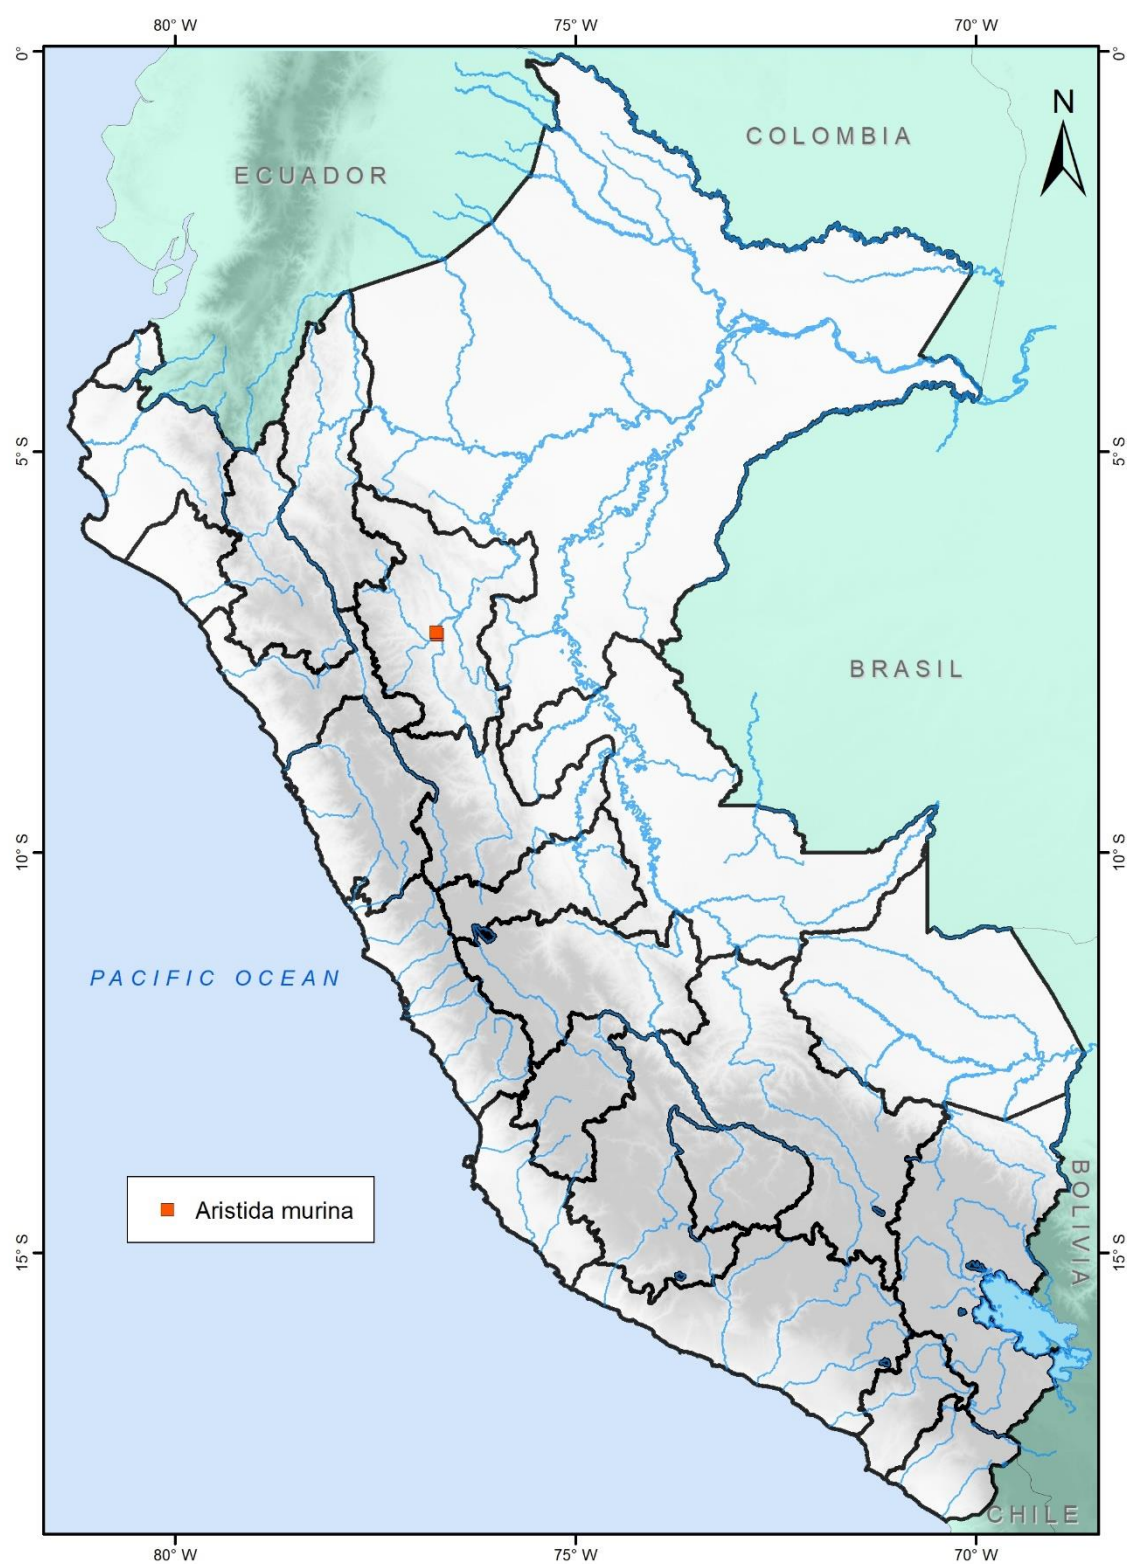 80° W 75° W 70° W
0° 0°
N
COLOMBIA
ECUADOR
5° S 5° S
BRASIL
10° S 10° S
PACIFIC OCEAN
BOLIVIA
Aristida murina
15° S 15° S
CHILE
80° W 75° W 70° W